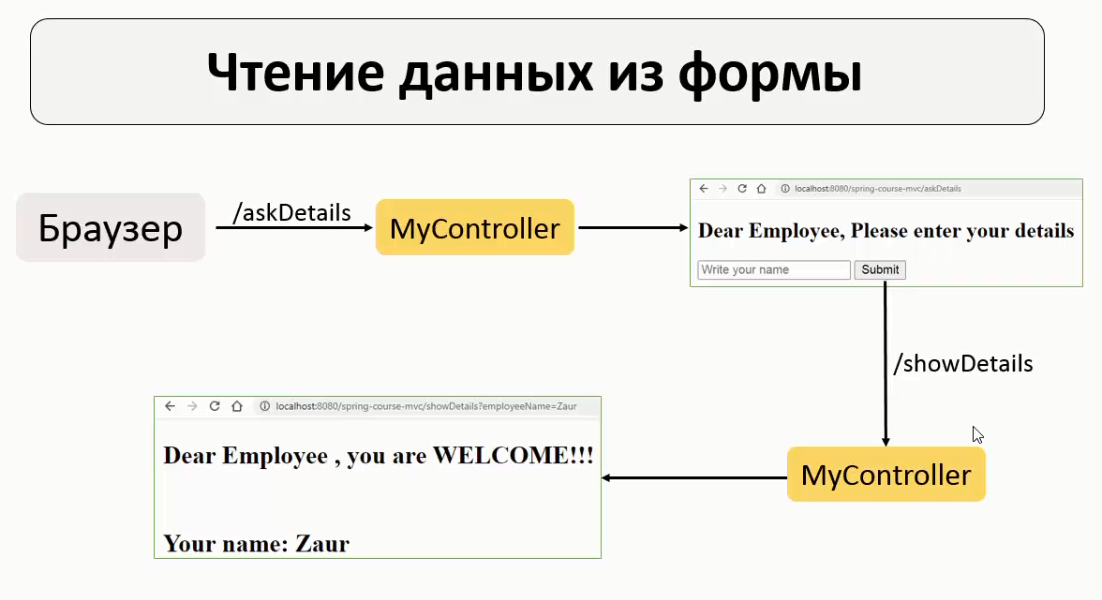 Чтение данных из формы
Браузер
/askDetails
MyController
localhost:8080/spring-course-mvc/askDetails
Dear Employee, Please enter your details
Write your name
Submit
/showDetails
MyController
localhost:8080/spring-course-mvc/showDetails?employeeName=Zaur
Dear Employee , you are WELCOME!!!
Your name: Zaur